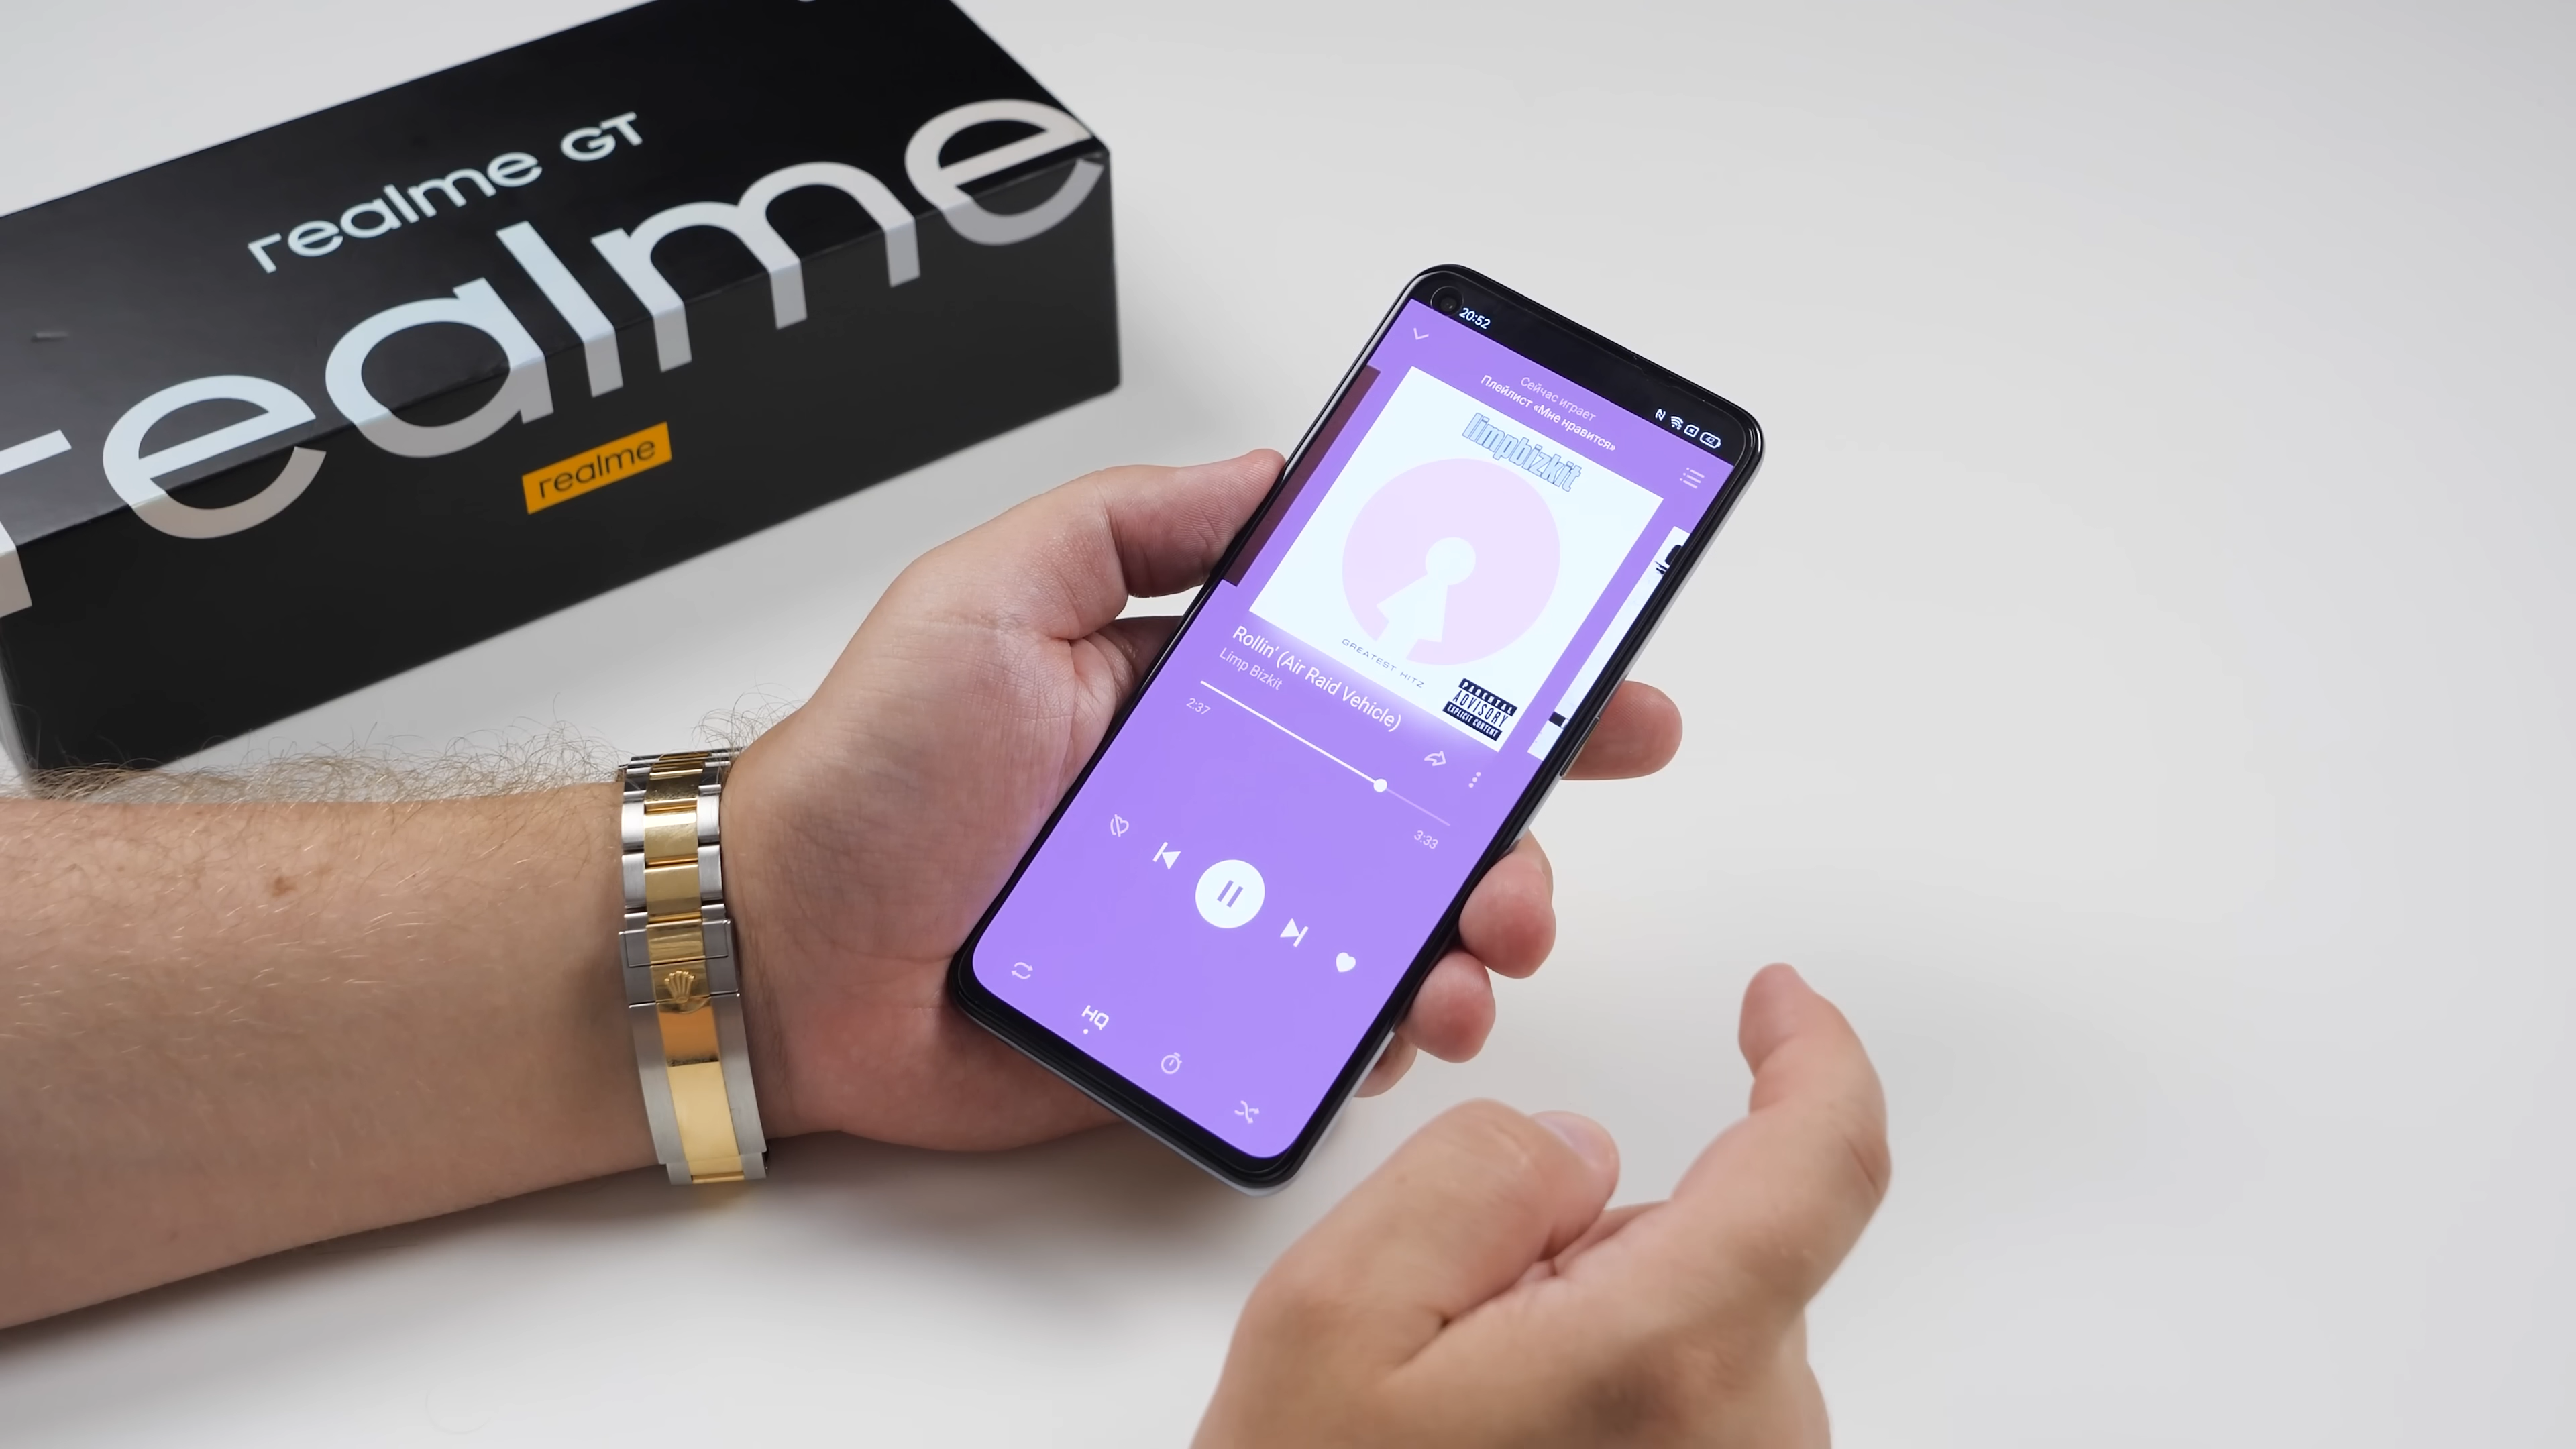 realme GT
realme
realme
20:52
Сейчас играет
Плейлист «Мне нравится»
limpbizkit
GREATEST HITZ
PARENTAL
ADVISORY
EXPLICIT CONTENT
Rollin' (Air Raid Vehicle)
Limp Bizkit
2:37
3:33
HQ